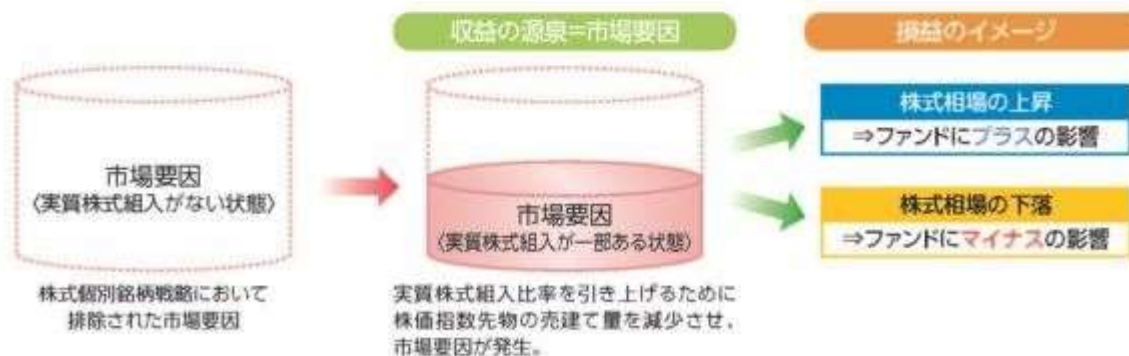 収益の源泉=市場要因
損益のイメージ
市場要因
〈実質株式組入がない状態〉
株式個別銘柄戦略において
排除された市場要因
市場要因
〈実質株式組入が一部ある状態〉
実質株式組入比率を引き上げるために
株価指数先物の売建て量を減少させ、
市場要因が発生。
株式相場の上昇
⇒ファンドにプラスの影響
株式相場の下落
⇒ファンドにマイナスの影響